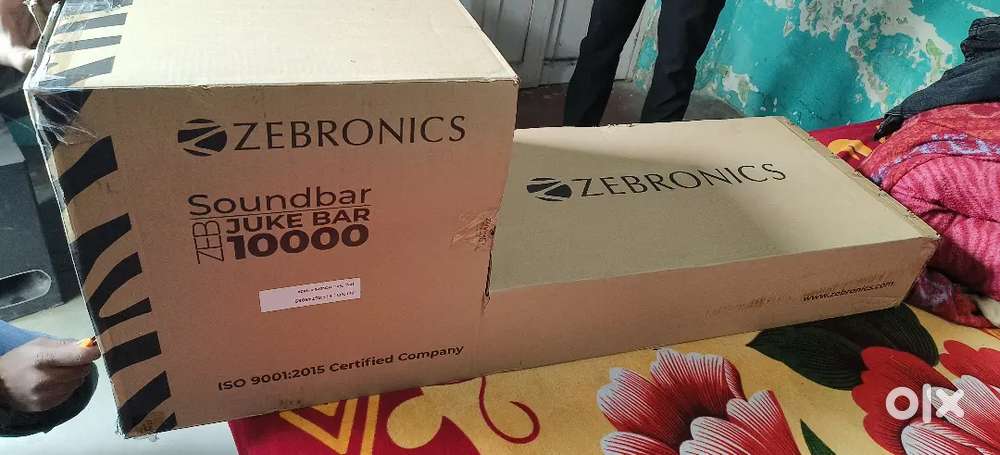 ZEBRONICS
Soundbar
ZEB
JUKE BAR
10000
ISO 9001:2015 Certified Company
ZEBRONICS
www.zebronics.com
olx